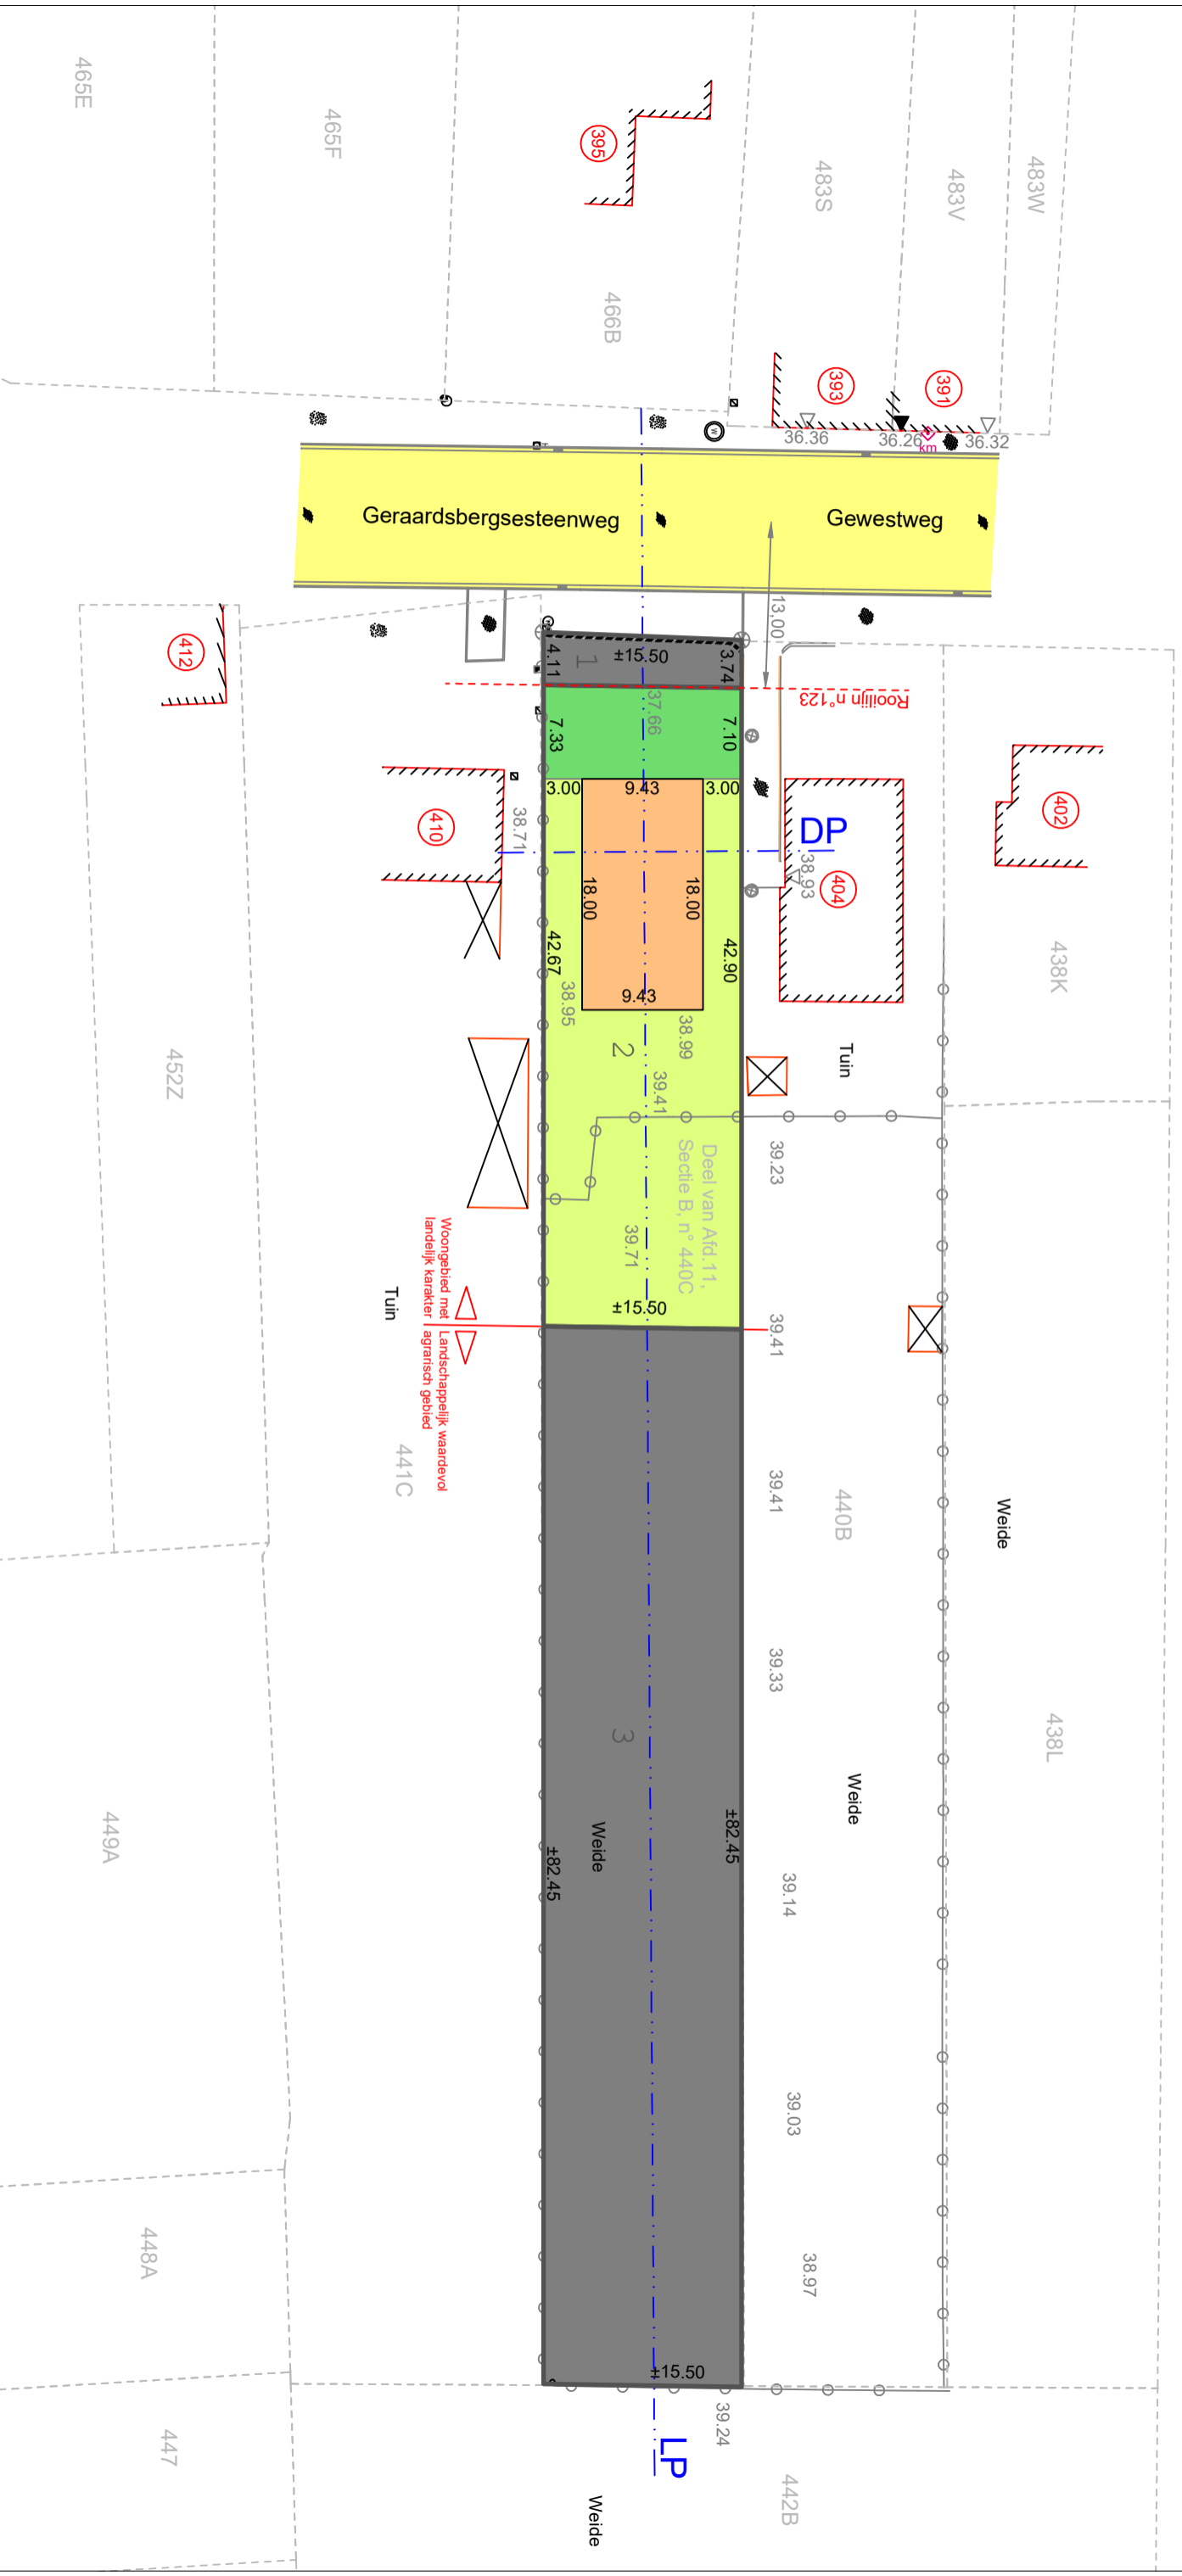 465E
465F
395
466B
483S
483V
483W
393
391
36.36
36.26
36.32
km
W
Geraardsbergsesteenweg
Gewestweg
13.00
412
4.11
1
±15.50
3.74
Rooilijn n°123
37.66
7.33
7.10
3.00
9.43
3.00
410
38.71
DP
38.93
404
402
18.00
18.00
42.67
42.90
9.43
38.95
38.99
2
39.41
438K
Tuin
452Z
Deel van Afd.11,
Sectie B, n° 440C
39.23
39.71
±15.50
39.41
Woongebied met
landelijk karakter
Landschappelijk waardevol
agrarisch gebied
Tuin
441C
39.41
440B
Weide
39.33
3
438L
Weide
Weide
±82.45
±82.45
449A
39.14
39.03
448A
38.97
±15.50
39.24
LP
447
442B
Weide